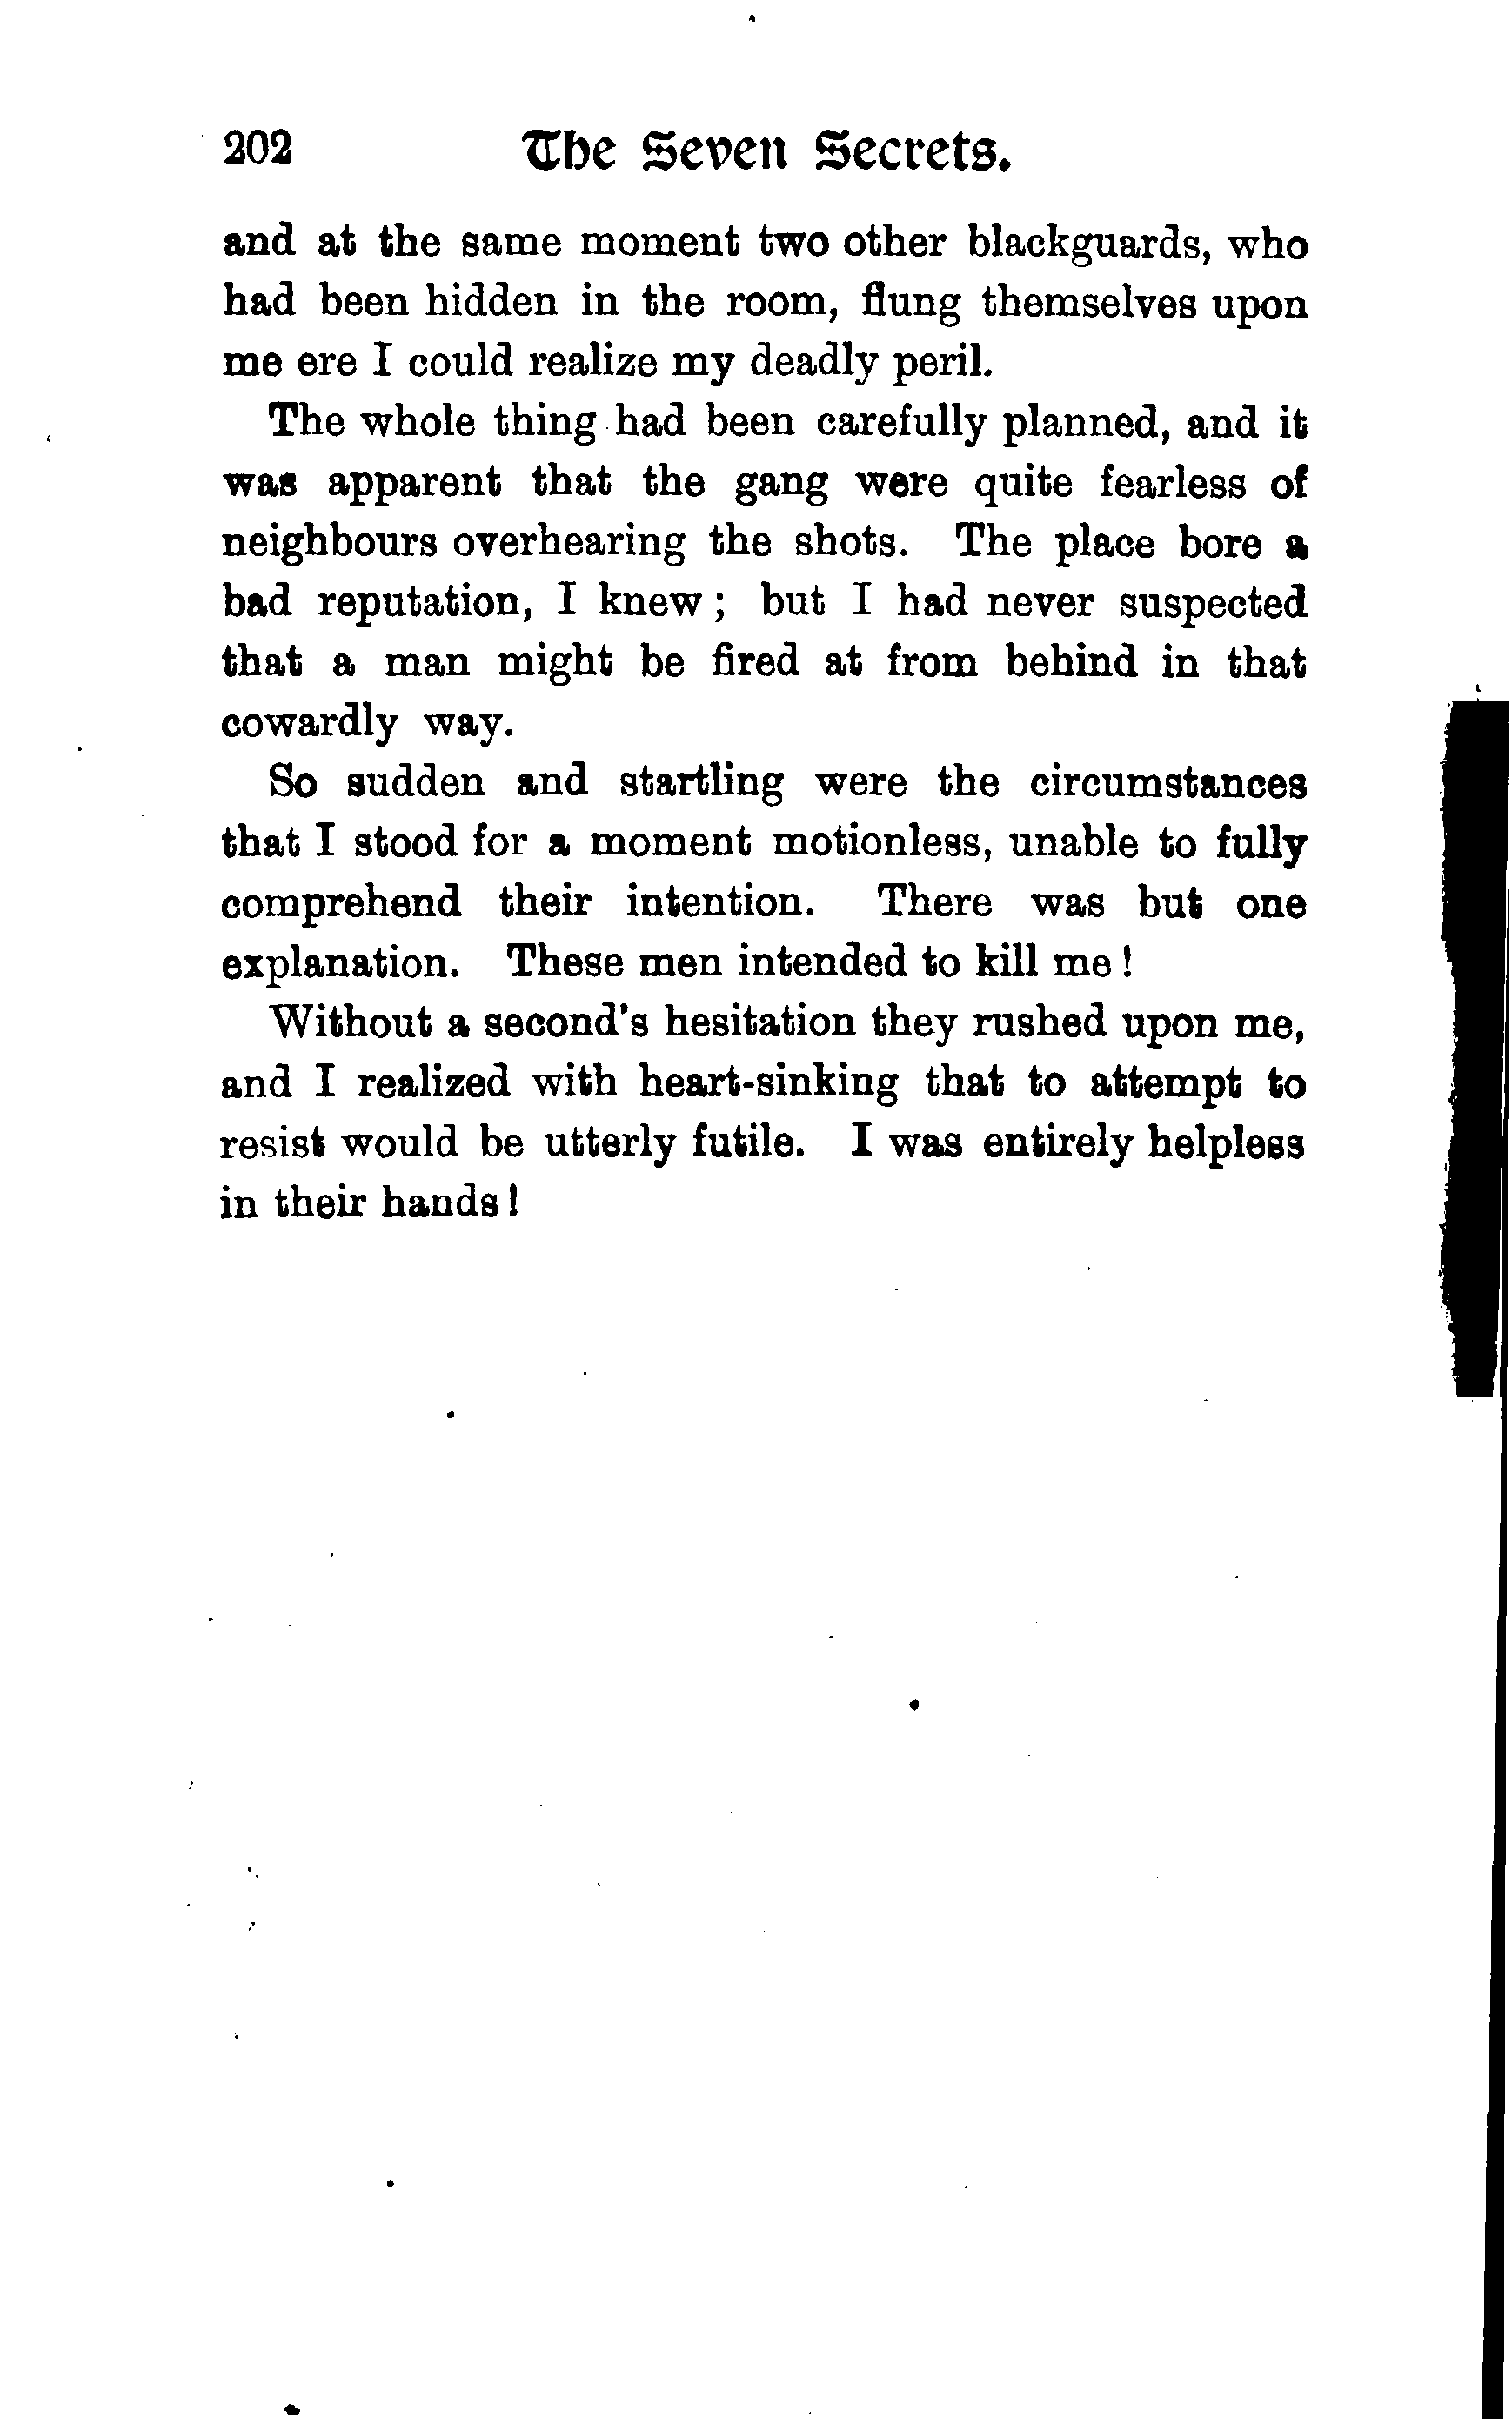 202 The Seven Secrets.
and at the same moment two other blackguards, who
had been hidden in the room, flung themselves upon
me ere I could realize my deadly peril.
The whole thing had been carefully planned, and it
was apparent that the gang were quite fearless of
neighbours overhearing the shots. The place bore a
bad reputation, I knew; but I had never suspected
that a man might be fired at from behind in that
cowardly way.
So sudden and startling were the circumstances
that I stood for a moment motionless, unable to fully
comprehend their intention. There was but one
explanation. These men intended to kill me!
Without a second's hesitation they rushed upon me,
and I realized with heart-sinking that to attempt to
resist would be utterly futile. I was entirely helpless
in their hands!